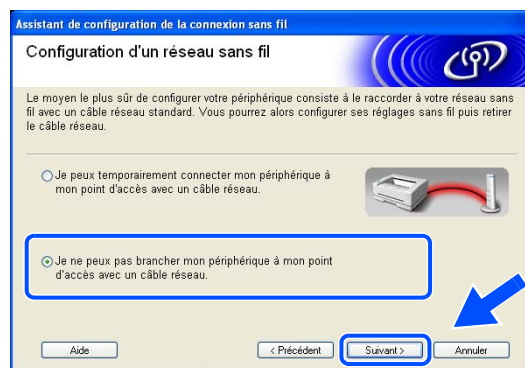 Assistant de configuration de la connexion sans fil
Configuration d'un réseau sans fil
Le moyen le plus sûr de configurer votre périphérique consiste à le raccorder à votre réseau sans
fil avec un câble réseau standard. Vous pourrez alors configurer ses réglages sans fil puis retirer
le câble réseau.
Je peux temporairement connecter mon périphérique à
mon point d'accès avec un câble réseau.
Je ne peux pas brancher mon périphérique à mon point
d'accès avec un câble réseau.
Aide
< Précédent
Suivant >
Annuler